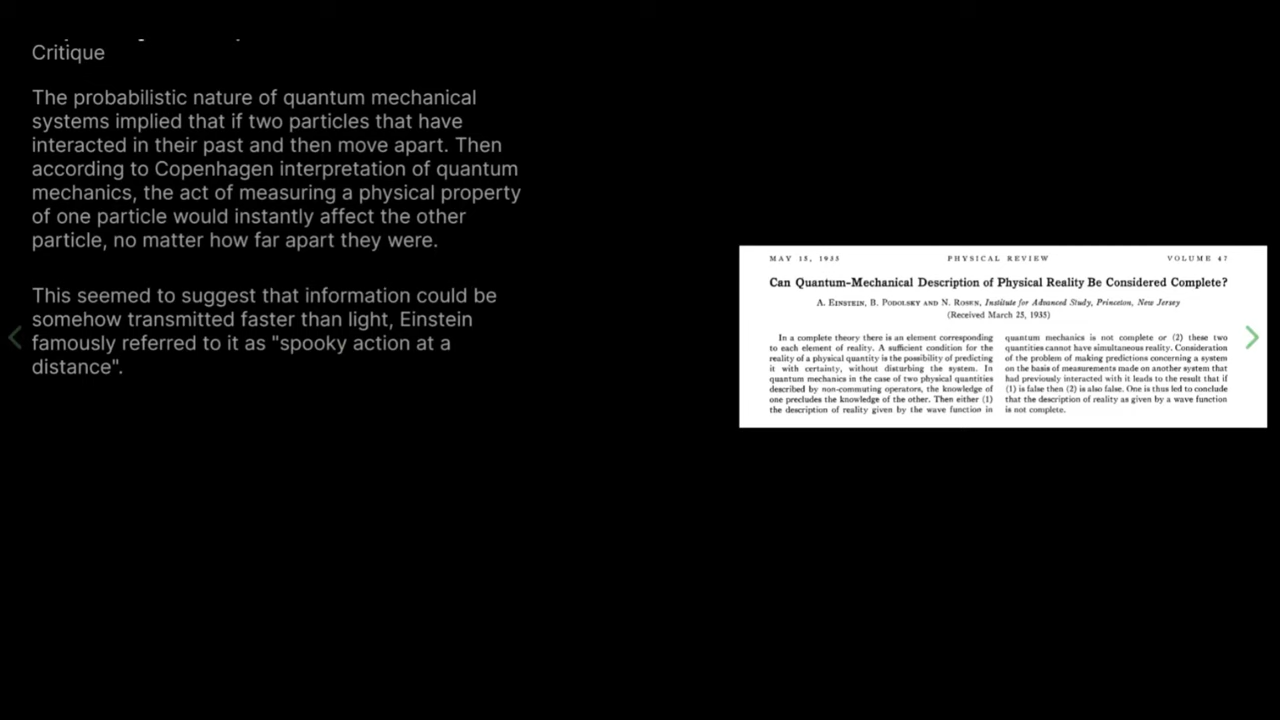 Critique
The probabilistic nature of quantum mechanical
systems implied that if two particles that have
interacted in their past and then move apart. Then
according to Copenhagen interpretation of quantum
mechanics, the act of measuring a physical property
of one particle would instantly affect the other
particle, no matter how far apart they were.
This seemed to suggest that information could be
somehow transmitted faster than light, Einstein
famously referred to it as "spooky action at a
distance".
MAY 15, 1935 PHYSICAL REVIEW VOLUME 47
Can Quantum-Mechanical Description of Physical Reality Be Considered Complete?
A. EINSTEIN, B. PODOLSKY AND N. ROSEN, Institute for Advanced Study, Princeton, New Jersey
(Received March 25, 1935)
In a complete theory there is an element corresponding
to each element of reality. A sufficient condition for the
reality of a physical quantity is the possibility of predicting
it with certainty, without disturbing the system. In
quantum mechanics in the case of two physical quantities
described by non-commuting operators, the knowledge of
one precludes the knowledge of the other. Then either (1)
the description of reality given by the wave function in
quantum mechanics is not complete or (2) these two
quantities cannot have simultaneous reality. Consideration
of the problem of making predictions concerning a system
on the basis of measurements made on another system that
had previously interacted with it leads to the result that if
(1) is false then (2) is also false. One is thus led to conclude
that the description of reality as given by a wave function
is not complete.